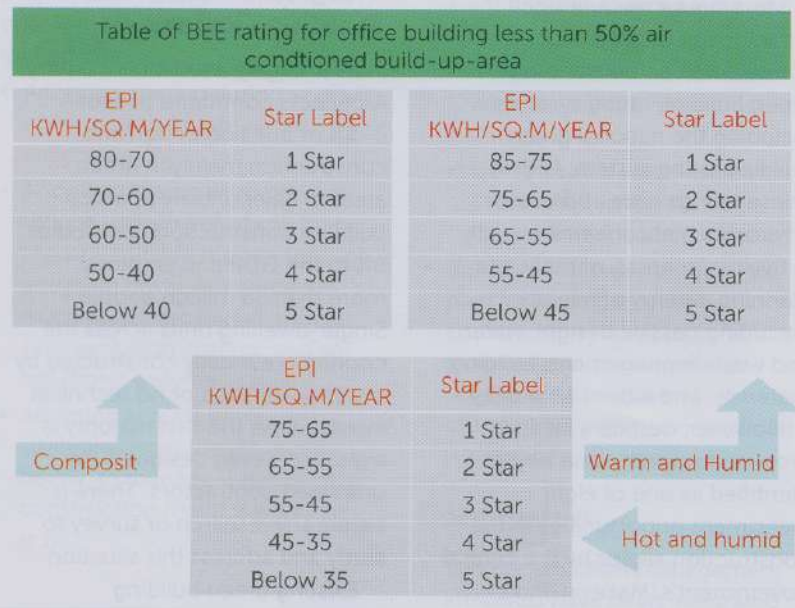 Table of BEE rating for office building less than 50% air
condtioned build-up-area
EPI
KWH/SQ.M/YEAR Star Label
80-70 1 Star
70-60 2 Star
60-50 3 Star
50-40 4 Star
Below 40 5 Star
EPI
KWH/SQ.M/YEAR Star Label
85-75 1 Star
75-65 2 Star
65-55 3 Star
55-45 4 Star
Below 45 5 Star
EPI
KWH/SQ.M/YEAR Star Label
75-65 1 Star
65-55 2 Star
55-45 3 Star
45-35 4 Star
Below 35 5 Star
Composit
Warm and Humid
Hot and humid